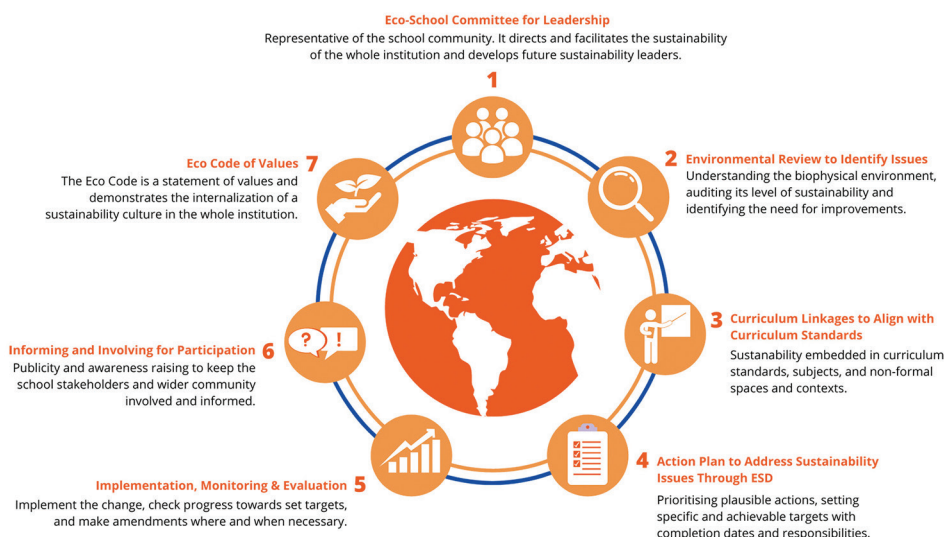 Eco-School Committee for Leadership
Representative of the school community. It directs and facilitates the sustainability
of the whole institution and develops future sustainability leaders.
1
2 Environmental Review to Identify Issues
Understanding the biophysical environment,
auditing its level of sustainability and
identifying the need for improvements.
3 Curriculum Linkages to Align with
Curriculum Standards
Sustanability embedded in curriculum
standards, subjects, and non-formal
spaces and contexts.
4 Action Plan to Address Sustainability
Issues Through ESD
Prioritising plausible actions, setting
specific and achievable targets with
completion dates and responsibilities.
Implementation, Monitoring & Evaluation 5
Implement the change, check progress towards set targets,
and make amendments where and when necessary.
Informing and Involving for Participation 6
Publicity and awareness raising to keep the
school stakeholders and wider community
involved and informed.
? !
Eco Code of Values 7
The Eco Code is a statement of values and
demonstrates the internalization of a
sustainability culture in the whole institution.